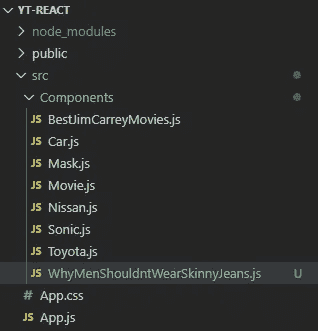 YT-REACT
node_modules
public
src
Components
JS BestJimCarreyMovies.js
JS Car.js
JS Mask.js
JS Movie.js
JS Nissan.js
JS Sonic.js
JS Toyota.js
JS WhyMenShouldntWearSkinnyJeans.js U
# App.css
JS App.js